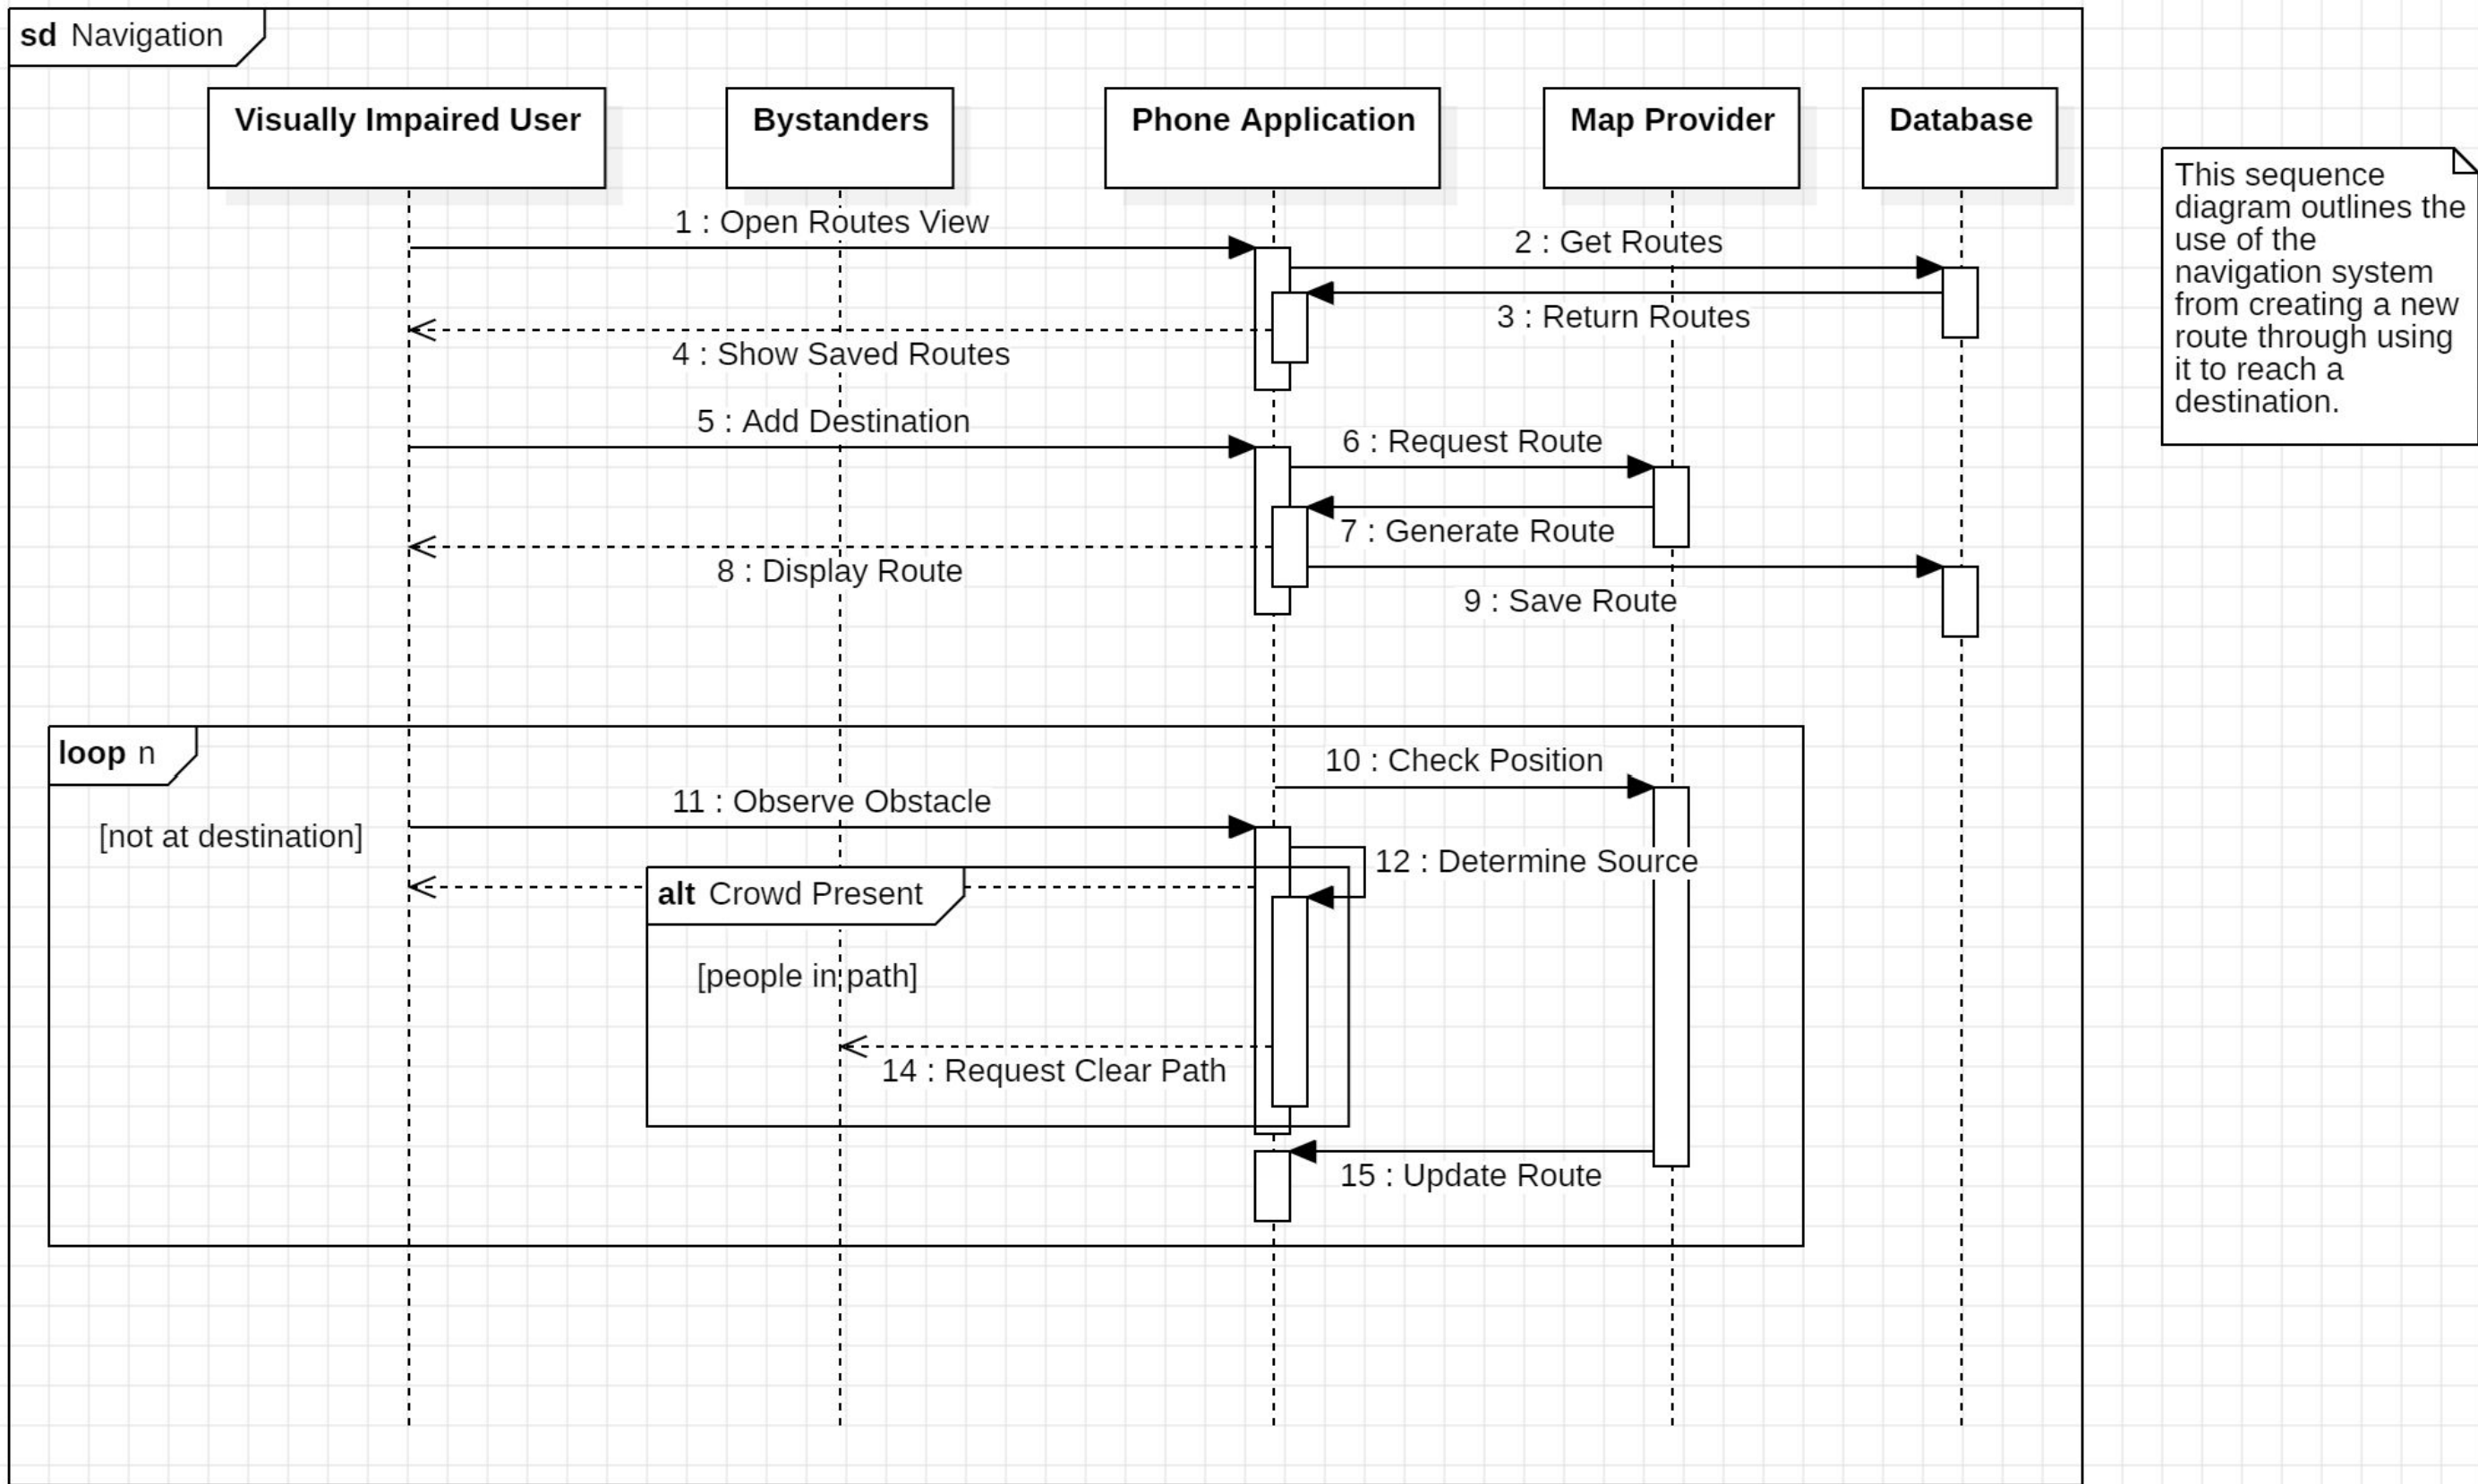 sd Navigation
Visually Impaired User
Bystanders
Phone Application
Map Provider
Database
This sequence
diagram outlines the
use of the
navigation system
from creating a new
route through using
it to reach a
destination.
1 : Open Routes View
2 : Get Routes
3 : Return Routes
4 : Show Saved Routes
5 : Add Destination
6 : Request Route
7 : Generate Route
8 : Display Route
9 : Save Route
loop n
10 : Check Position
11 : Observe Obstacle
[not at destination]
12 : Determine Source
alt Crowd Present
[people in path]
14 : Request Clear Path
15 : Update Route